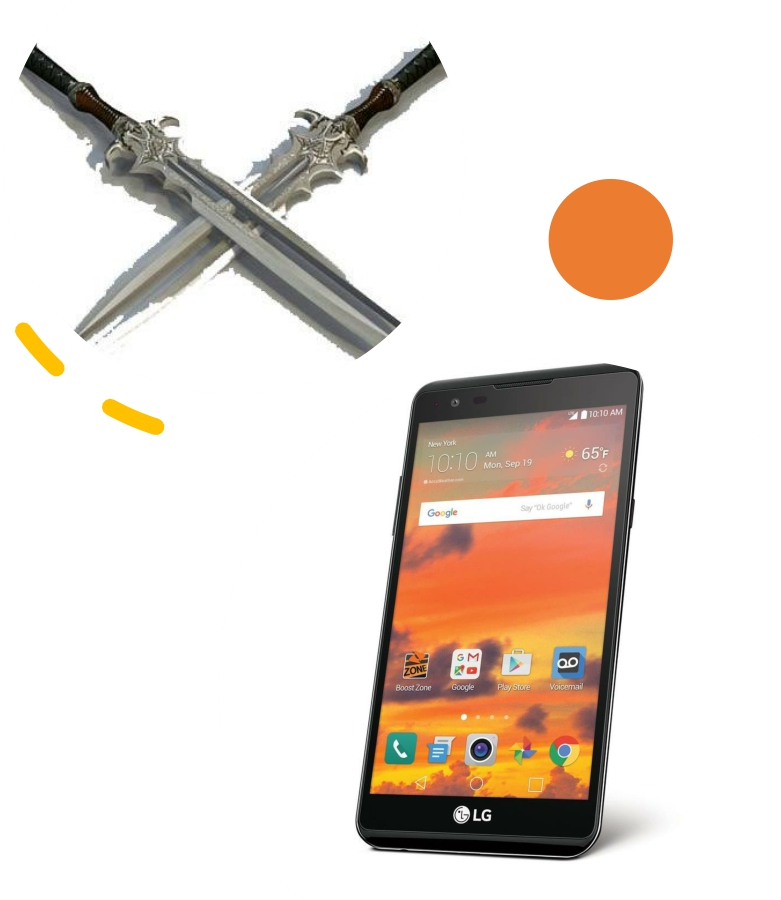 10:10 AM
New York
10:10 AM
Mon, Sep 19
65°F
Google
Say "Ok Google"
ZONE
Boost Zone
Google
Play Store
Voicemail
LG